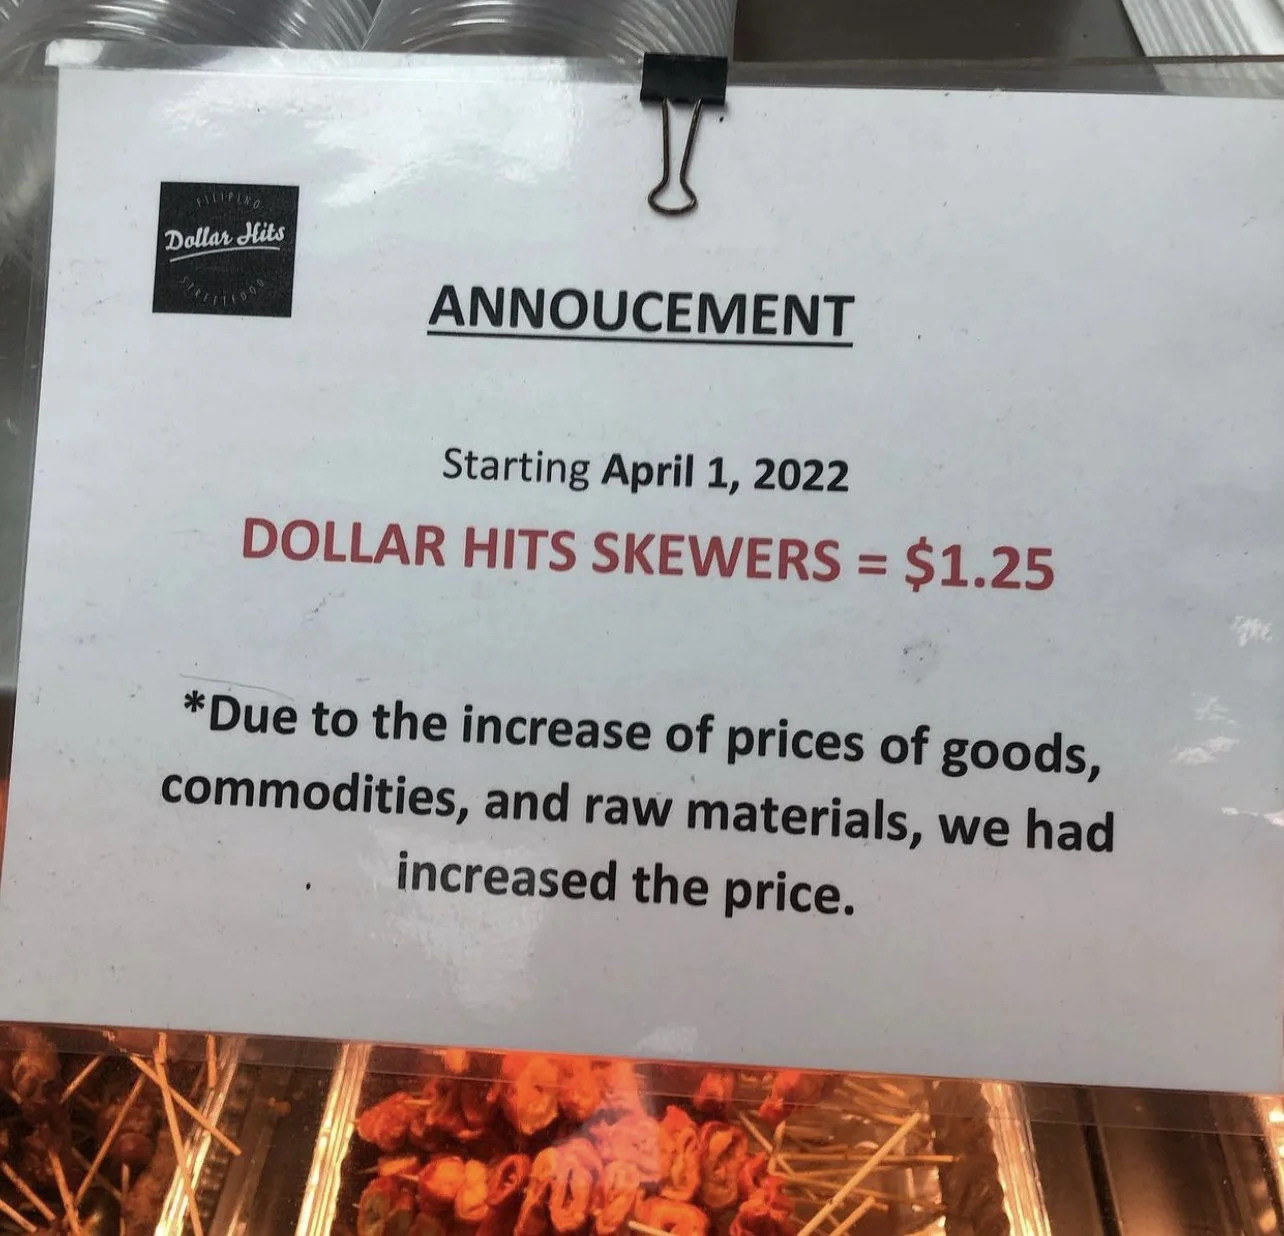 FILIPINO
Dollar Hits
STREETFOOD
ANNOUCEMENT
Starting April 1, 2022
DOLLAR HITS SKEWERS = $1.25
*Due to the increase of prices of goods,
commodities, and raw materials, we had
increased the price.